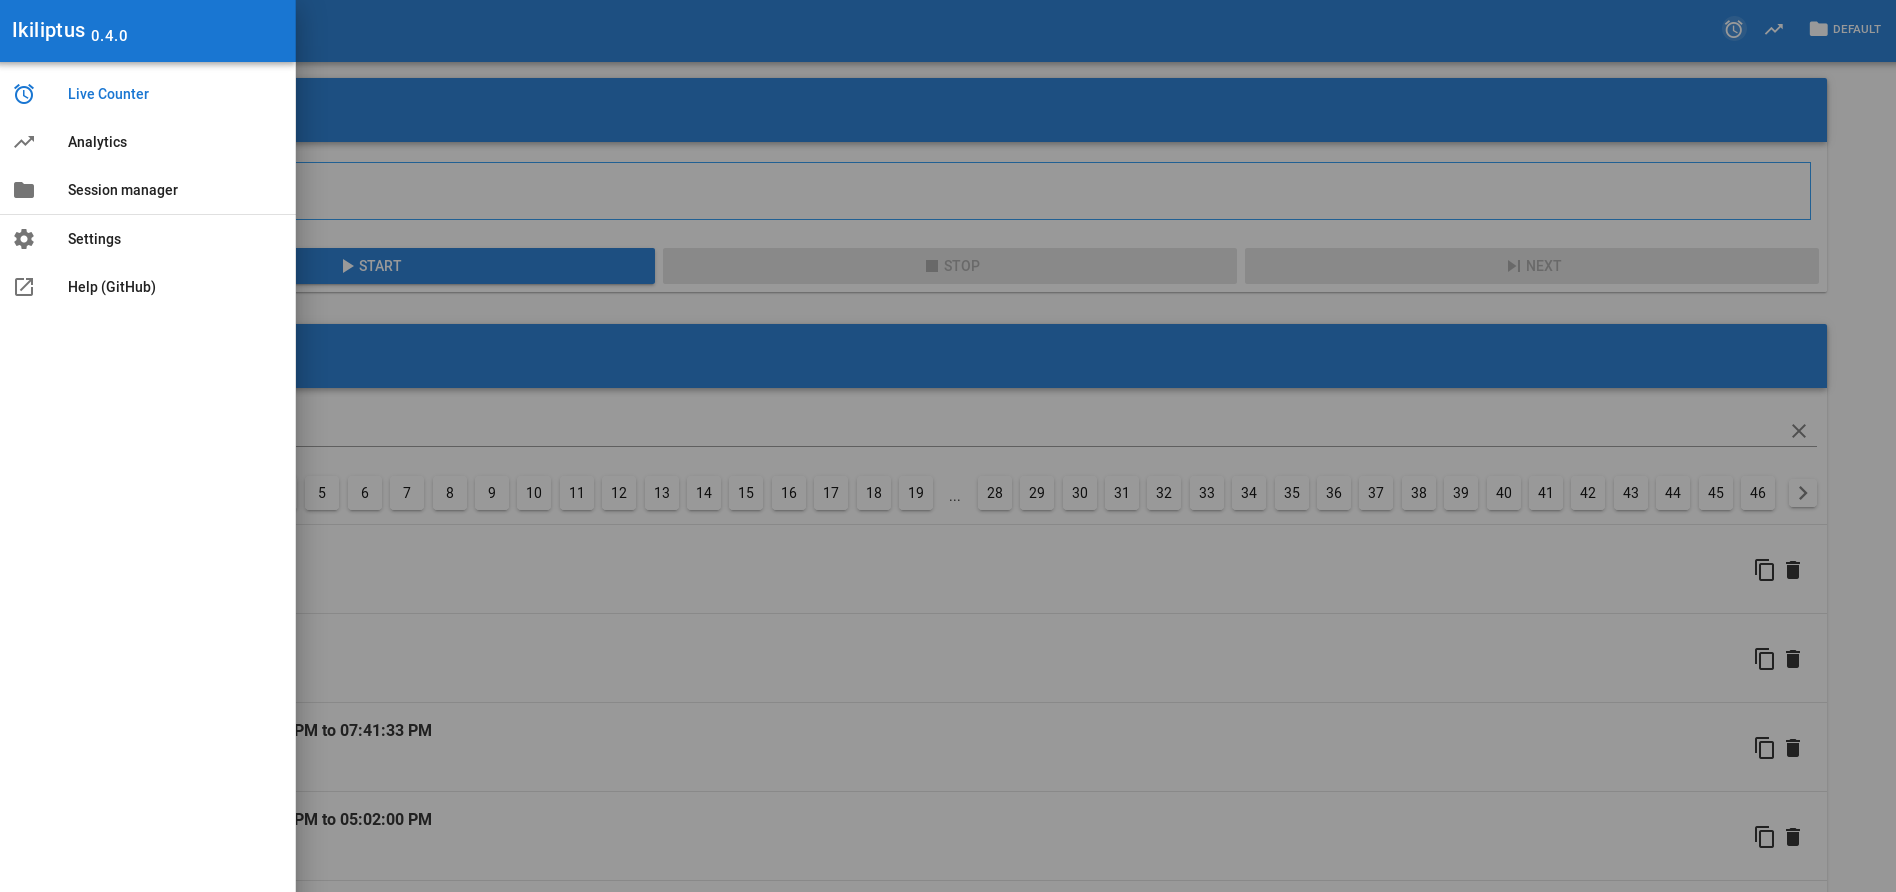 Ikiliptus 0.4.0
DEFAULT
Live Counter
Analytics
Session manager
Settings
Help (GitHub)
START
STOP
NEXT
5 6 7 8 9 10 11 12 13 14 15 16 17 18 19 ... 28 29 30 31 32 33 34 35 36 37 38 39 40 41 42 43 44 45 46
PM to 07:41:33 PM
PM to 05:02:00 PM